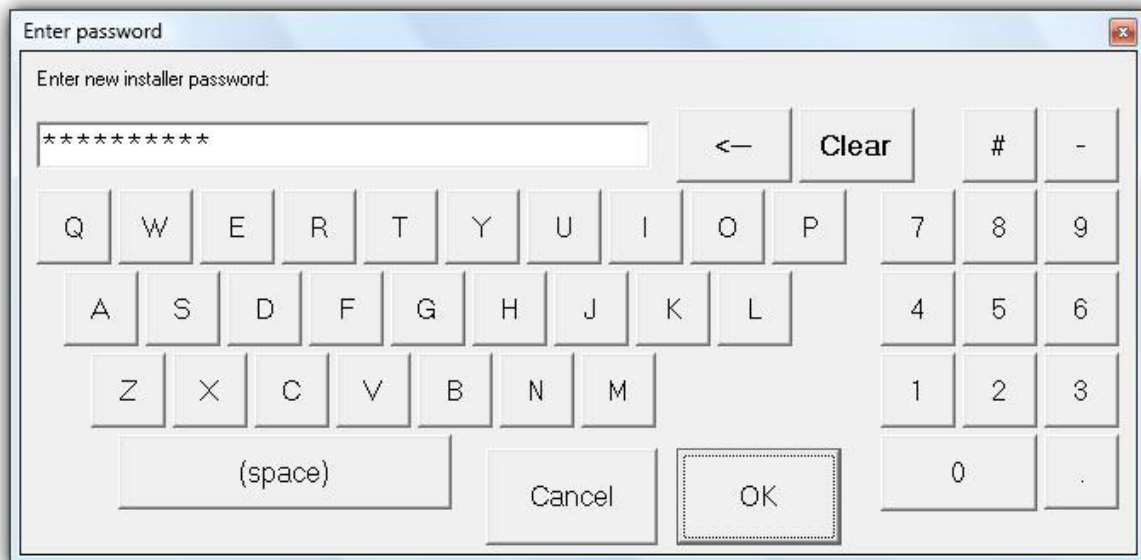 Enter password x
Enter new installer password:
********** <— Clear # -
Q W E R T Y U I O P 7 8 9
A S D F G H J K L 4 5 6
Z X C V B N M 1 2 3
(space) Cancel OK 0 .